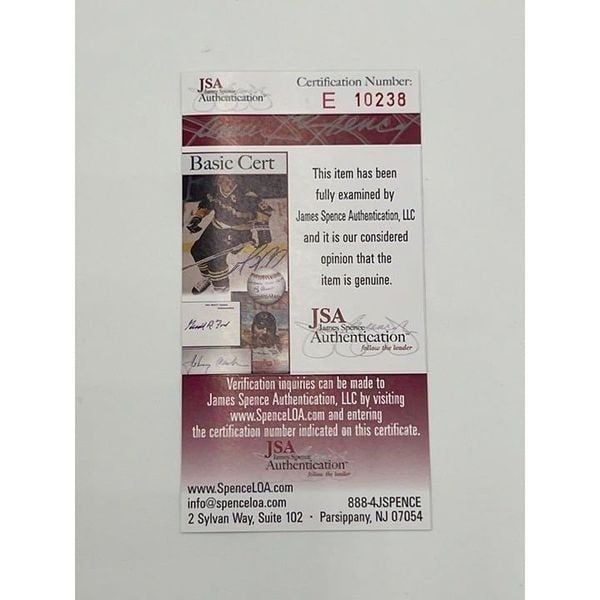 JSA
James Spence
Authentication™
Certification Number:
E 10238
Basic Cert
This item has been
fully examined by
James Spence Authentication, LLC
and it is our considered
opinion that the
item is genuine.
JSA
James Spence
Authentication™
follow the leader
Verification inquiries can be made to
James Spence Authentication, LLC by visiting
www.SpenceLOA.com and entering
the certification number indicated on this certificate.
JSA
James Spence
Authentication™
follow the leader
www.SpenceLOA.com
info@spenceloa.com
888-4JSPENCE
2 Sylvan Way, Suite 102 · Parsippany, NJ 07054